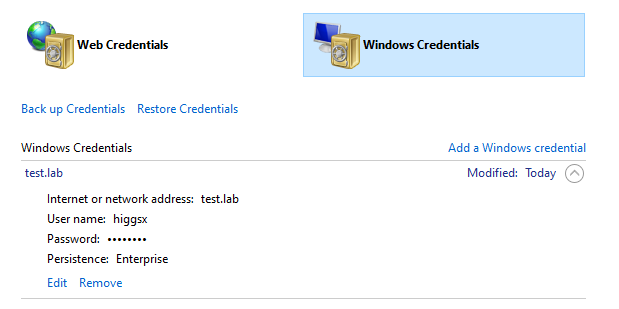 Web Credentials Windows Credentials
Back up Credentials Restore Credentials
Windows Credentials Add a Windows credential
test.lab Modified: Today
Internet or network address: test.lab
User name: higgsx
Password: ••••••••
Persistence: Enterprise
Edit Remove